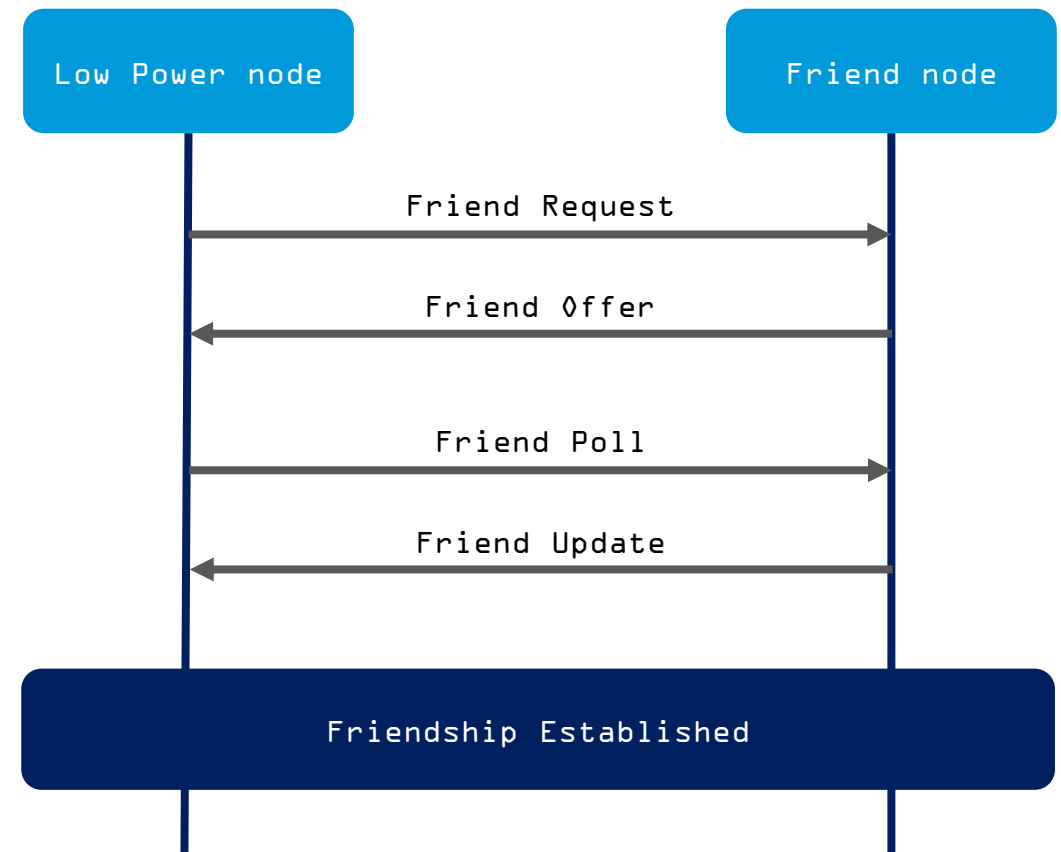 Low Power node
Friend node
Friend Request
Friend Offer
Friend Poll
Friend Update
Friendship Established